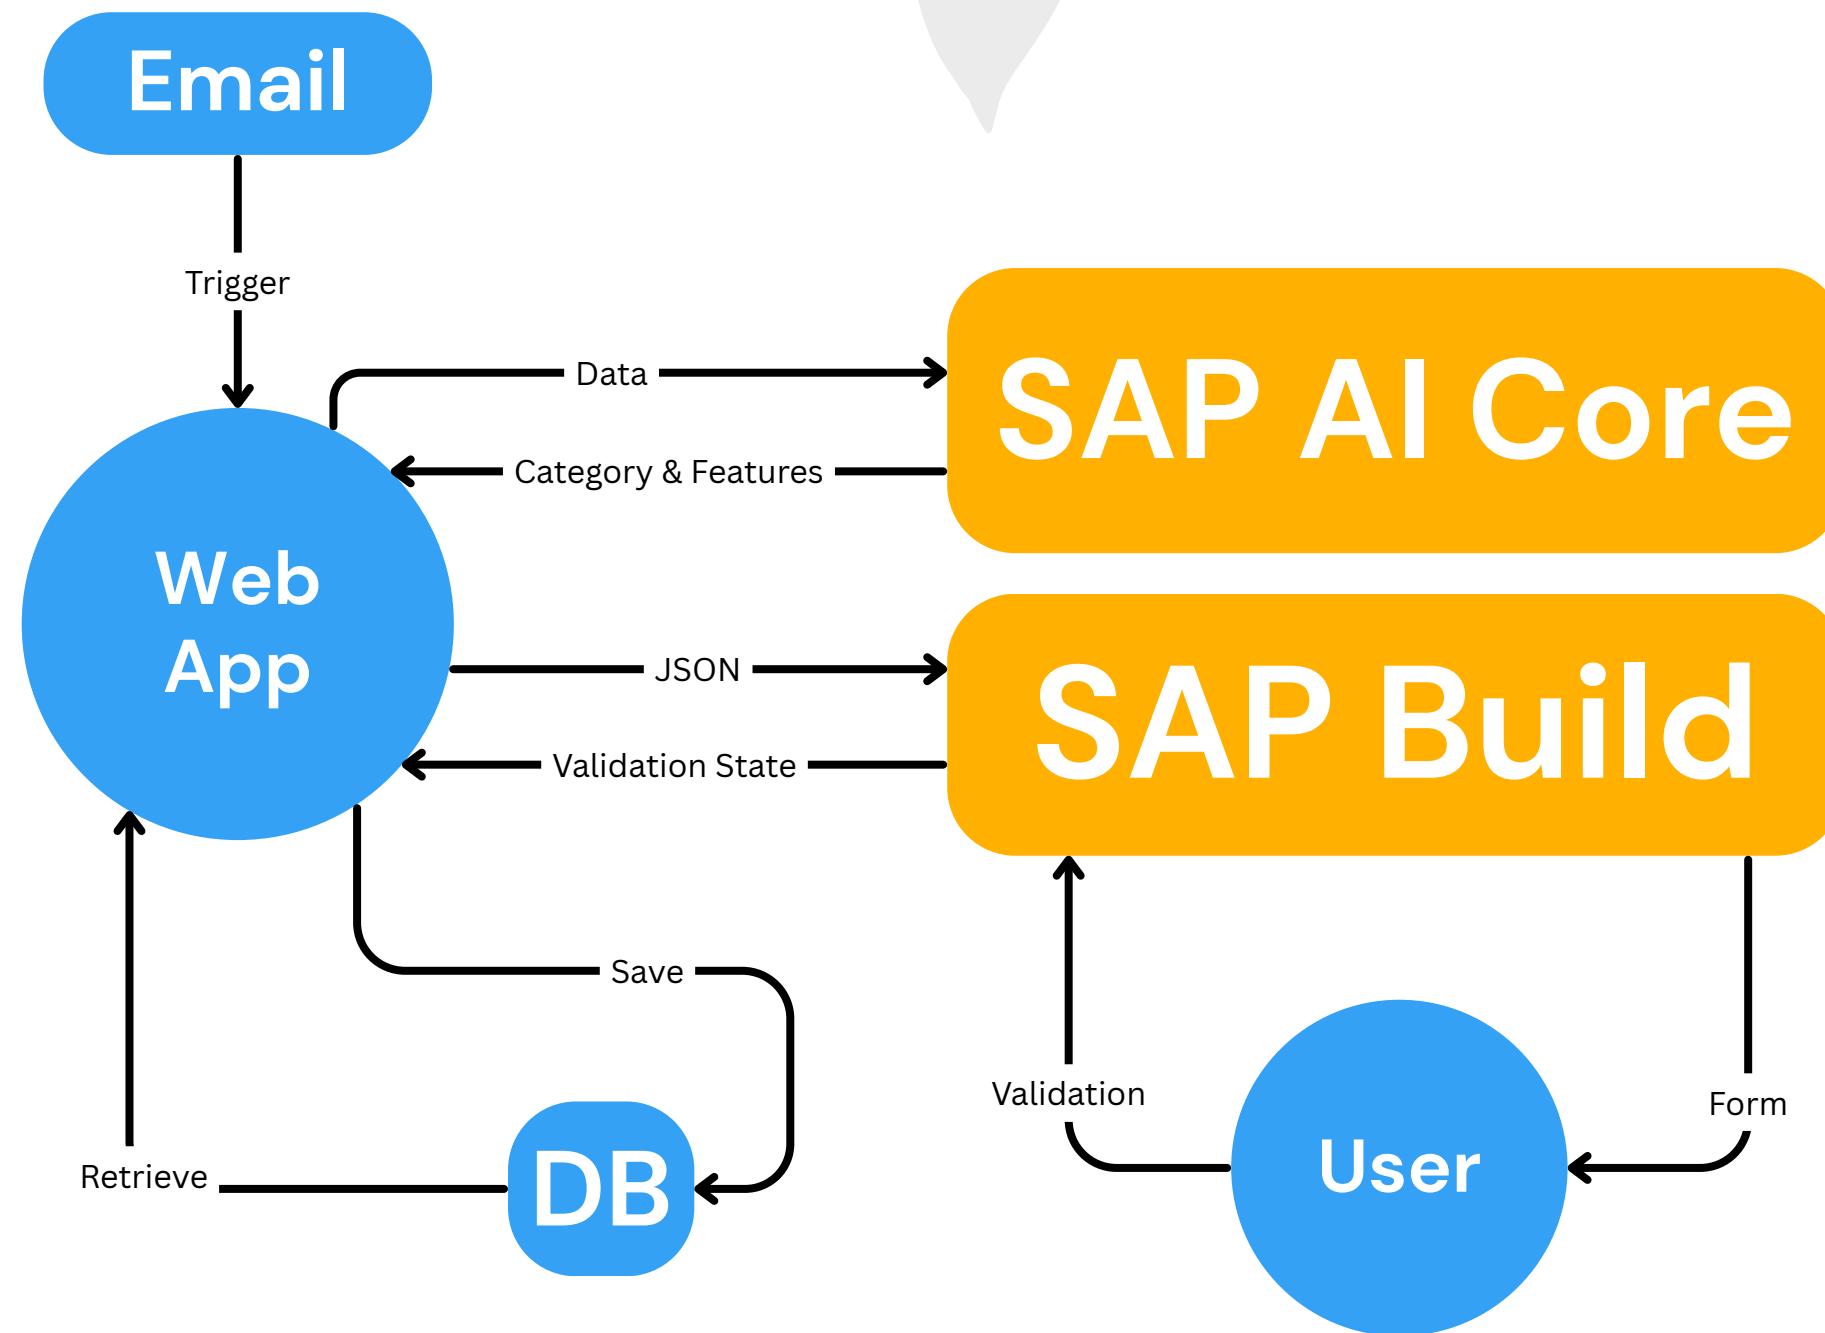 Email
Trigger
Data
SAP AI Core
Category & Features
Web
App
JSON
SAP Build
Validation State
Save
Validation
Form
User
Retrieve
DB